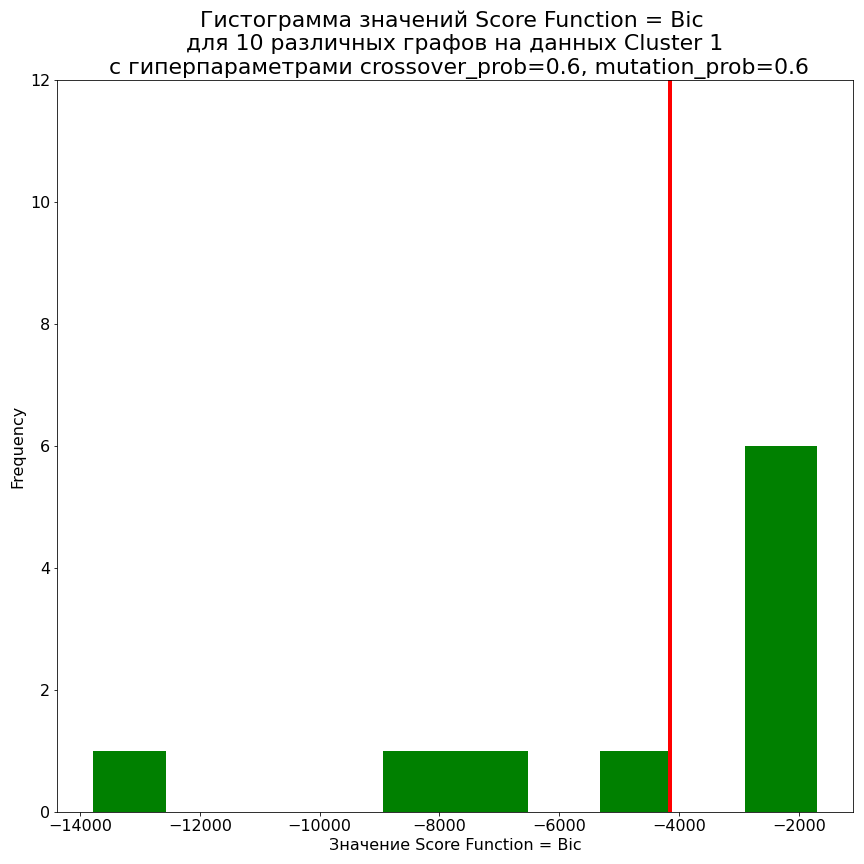 Гистограмма значений Score Function = Bic
для 10 различных графов на данных Cluster 1
с гиперпараметрами crossover_prob=0.6, mutation_prob=0.6
12
10
8
6
4
2
0
Frequency
−14000 −12000 −10000 −8000 −6000 −4000 −2000
Значение Score Function = Bic